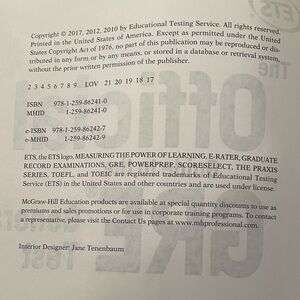 Copyright © 2017, 2012, 2010 by Educational Testing Service. All rights reserved.
Printed in the United States of America. Except as permitted under the United
States Copyright Act of 1976, no part of this publication may be reproduced or dis-
tributed in any form or by any means, or stored in a database or retrieval system,
without the prior written permission of the publisher.
2 3 4 5 6 7 8 9 LOV 21 20 19 18 17
ISBN 978-1-259-86241-0
MHID 1-259-86241-0
e-ISBN 978-1-259-86242-7
e-MHID 1-259-86242-9
ETS, the ETS logo, MEASURING THE POWER OF LEARNING, E-RATER, GRADUATE
RECORD EXAMINATIONS, GRE, POWERPREP, SCORESELECT, THE PRAXIS
SERIES, TOEFL, and TOEIC are registered trademarks of Educational Testing
Service (ETS) in the United States and other countries and are used under license.
McGraw-Hill Education products are available at special quantity discounts to use as
premiums and sales promotions or for use in corporate training programs. To contact
a representative, please visit the Contact Us pages at www.mhprofessional.com.
Interior Designer: Jane Tenenbaum